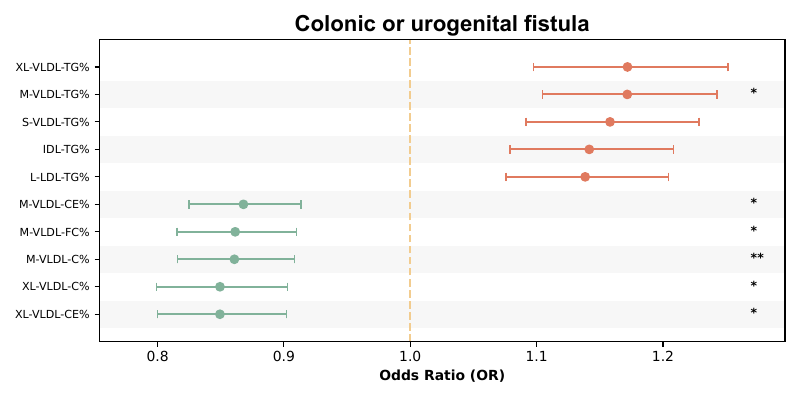 Colonic or urogenital fistula
XL-VLDL-TG%
M-VLDL-TG% *
S-VLDL-TG%
IDL-TG%
L-LDL-TG%
M-VLDL-CE% *
M-VLDL-FC% *
M-VLDL-C% **
XL-VLDL-C% *
XL-VLDL-CE% *
0.8 0.9 1.0 1.1 1.2
Odds Ratio (OR)